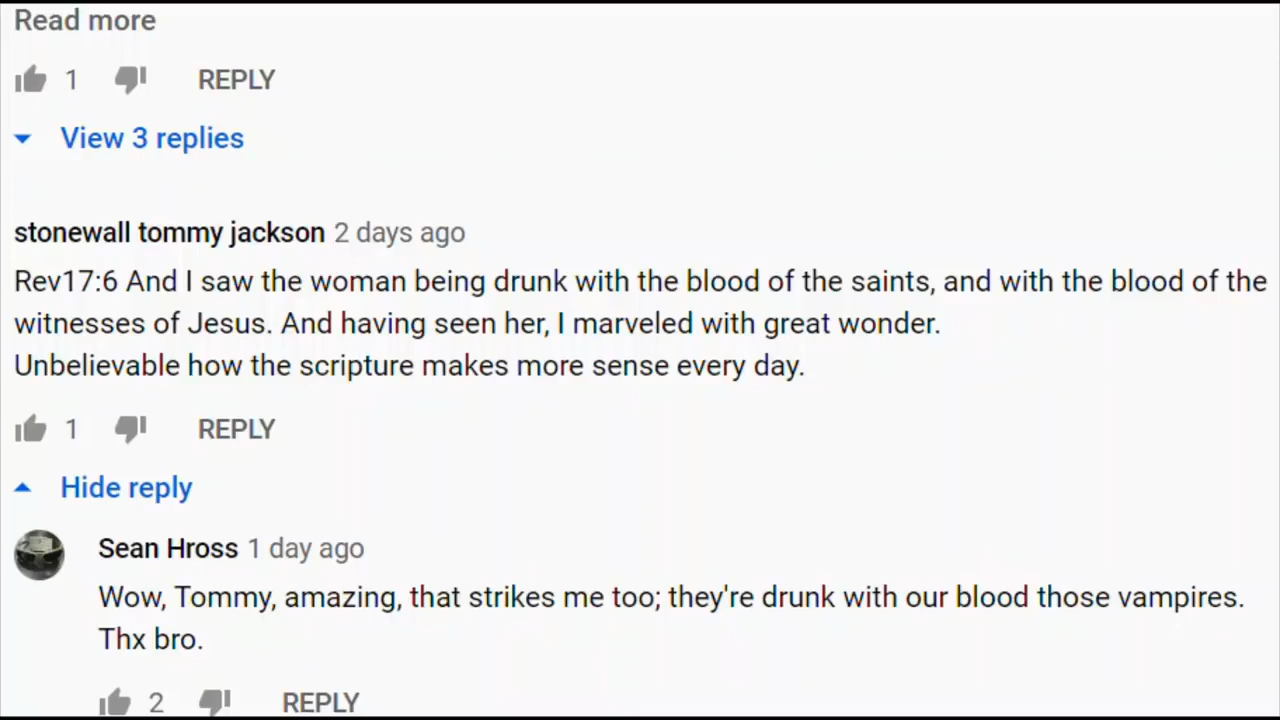 Read more
1 REPLY
View 3 replies
stonewall tommy jackson 2 days ago
Rev17:6 And I saw the woman being drunk with the blood of the saints, and with the blood of the
witnesses of Jesus. And having seen her, I marveled with great wonder.
Unbelievable how the scripture makes more sense every day.
1 REPLY
Hide reply
Sean Hross 1 day ago
Wow, Tommy, amazing, that strikes me too; they're drunk with our blood those vampires.
Thx bro.
2 REPLY